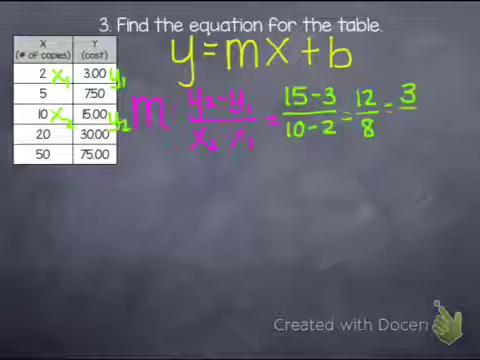 3. Find the equation for the table.
y=mx+b
X Y
(# of copies) (cost)
2 x₁ 3.00 y₁
5 7.50
10 x₂ 15.00 y₂
20 30.00
50 75.00
m y₂-y₁ / x₂-x₁ = 15-3 / 10-2 = 12 / 8 = 3
Created with Doceri